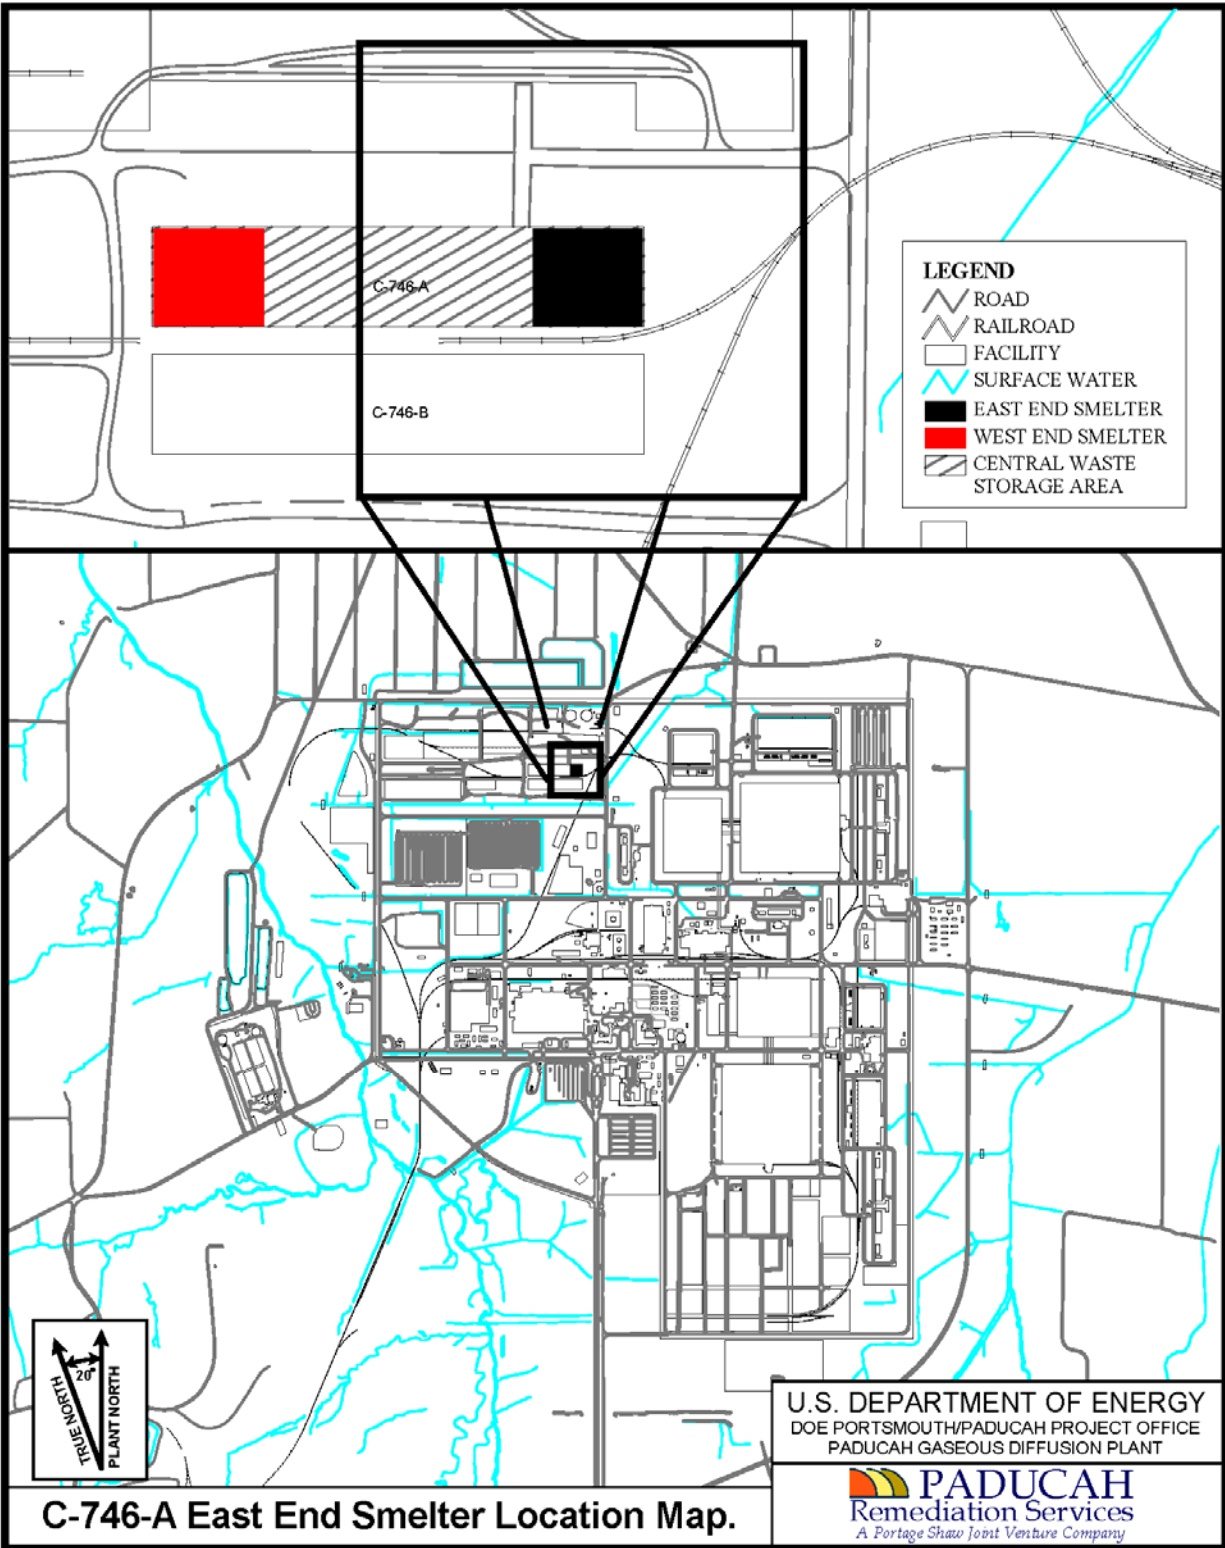 C-746-A
C-746-B
LEGEND
ROAD
RAILROAD
FACILITY
SURFACE WATER
EAST END SMELTER
WEST END SMELTER
CENTRAL WASTE
STORAGE AREA
20°
TRUE NORTH
PLANT NORTH
U.S. DEPARTMENT OF ENERGY
DOE PORTSMOUTH/PADUCAH PROJECT OFFICE
PADUCAH GASEOUS DIFFUSION PLANT
PADUCAH
Remediation Services
A Portage Shaw Joint Venture Company
C-746-A East End Smelter Location Map.